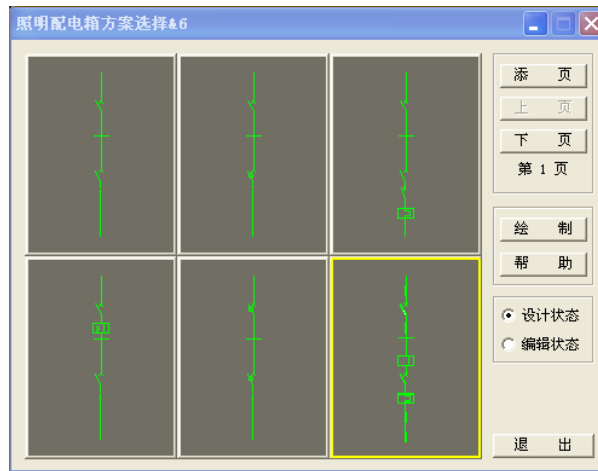 照明配电箱方案选择&6
添 页
上 页
下 页
第 1 页
绘 制
帮 助
设计状态
编辑状态
退 出